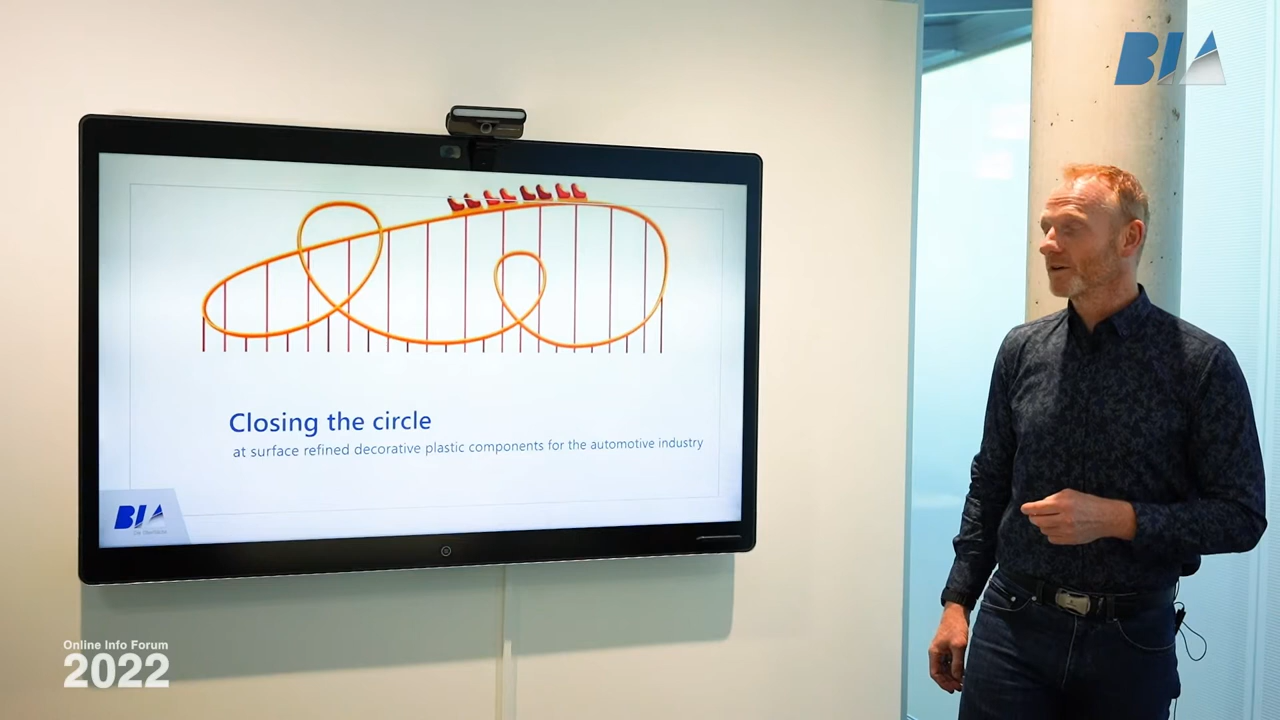 BIA
Closing the circle
at surface refined decorative plastic components for the automotive industry
BIA
Online Info Forum
2022